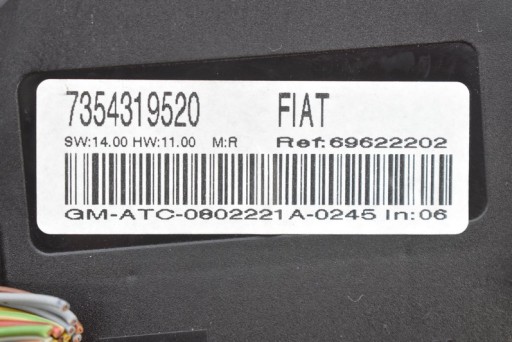 7354319520 FIAT
SW:14.00 HW:11.00 M:R Ref:69622202
GM-ATC-0802221A-0245 In:06